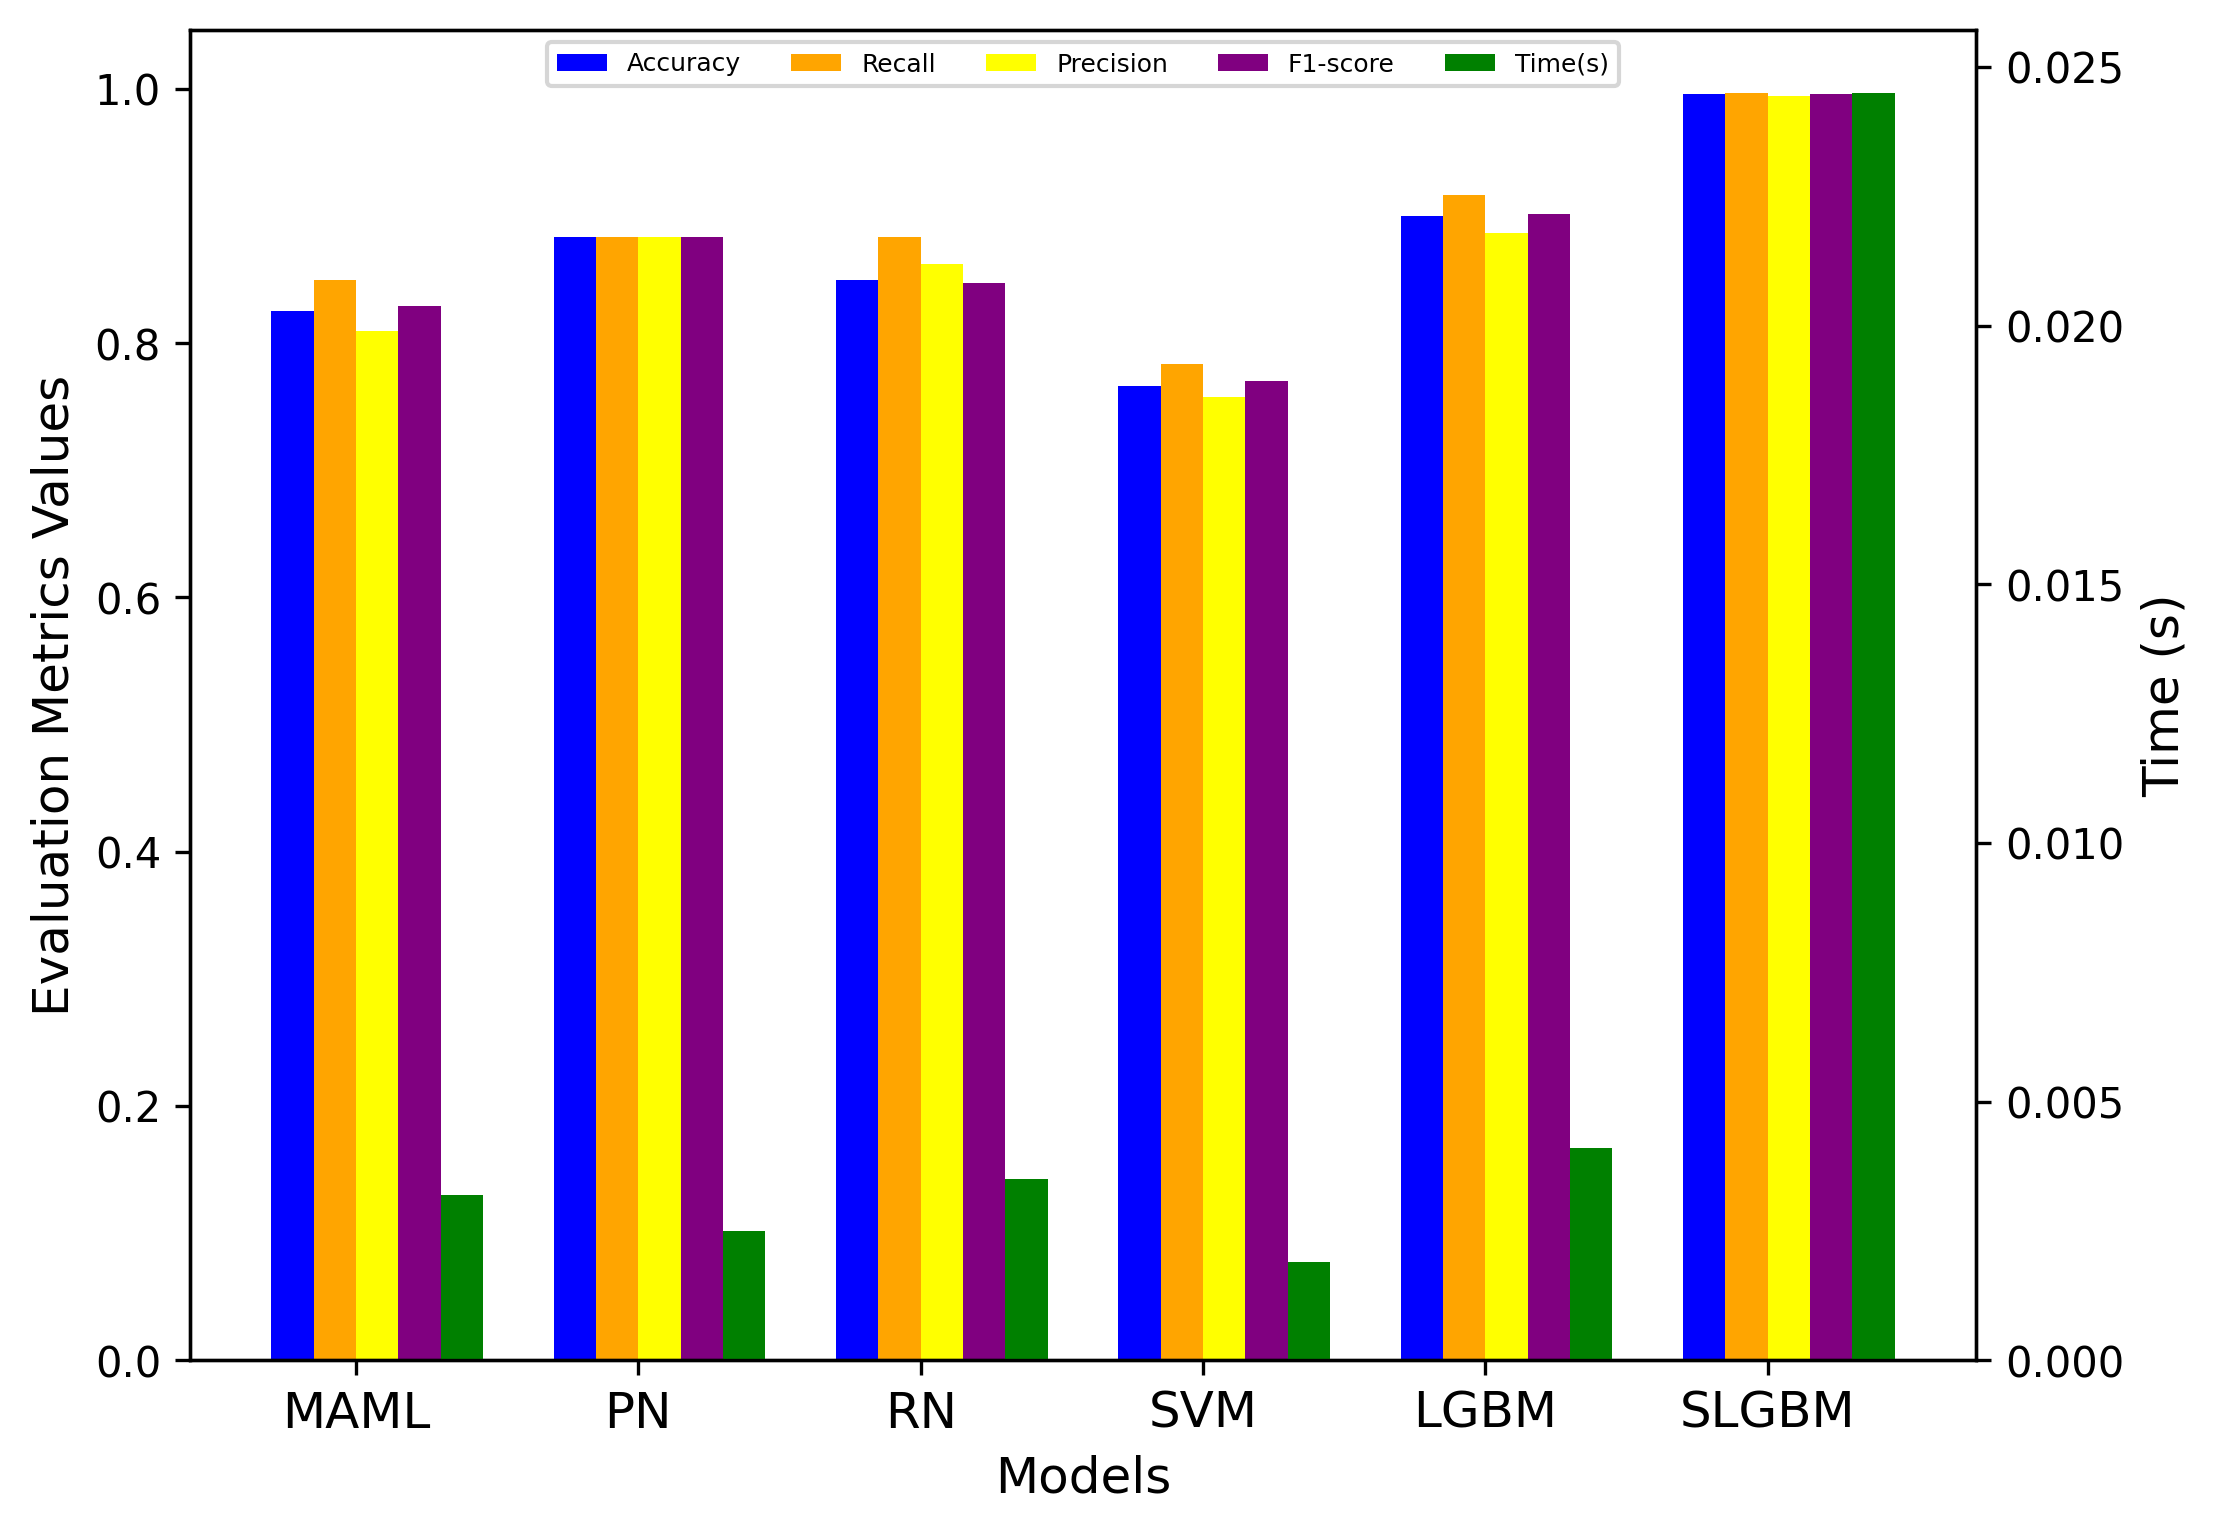 Accuracy Recall Precision F1-score Time(s)
Evaluation Metrics Values
1.0
0.8
0.6
0.4
0.2
0.0
0.025
0.020
0.015
0.010
0.005
0.000
Time (s)
MAML PN RN SVM LGBM SLGBM
Models